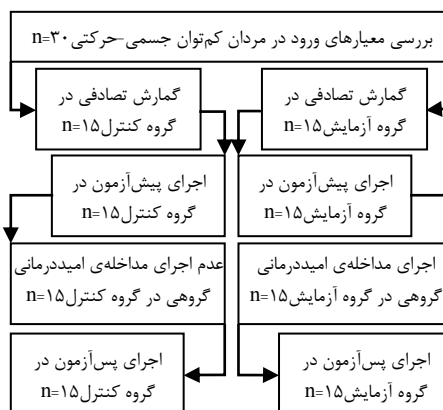 بررسی معیارهای ورود در مردان کم‌توان جسمی–حرکتی n=۳۰
گمارش تصادفی در
گروه آزمایش n=۱۵
گمارش تصادفی در
گروه کنترل n=۱۵
اجرای پیش‌آزمون در
گروه آزمایش n=۱۵
اجرای پیش‌آزمون در
گروه کنترل n=۱۵
اجرای مداخله‌ی امیددرمانی
گروهی در گروه آزمایش n=۱۵
عدم اجرای مداخله‌ی امیددرمانی
گروهی در گروه کنترل n=۱۵
اجرای پس‌آزمون در
گروه آزمایش n=۱۵
اجرای پس‌آزمون در
گروه کنترل n=۱۵